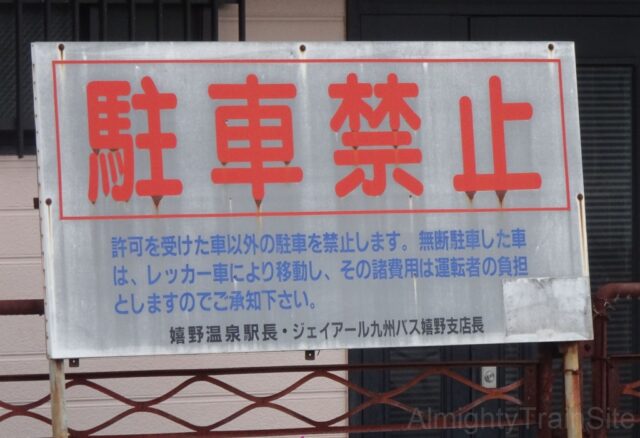 駐車禁止
許可を受けた車以外の駐車を禁止します。無断駐車した車
は、レッカー車により移動し、その諸費用は運転者の負担
としますのでご承知下さい。
嬉野温泉駅長・ジェイアール九州バス嬉野支店長
AlmightyTrainSite